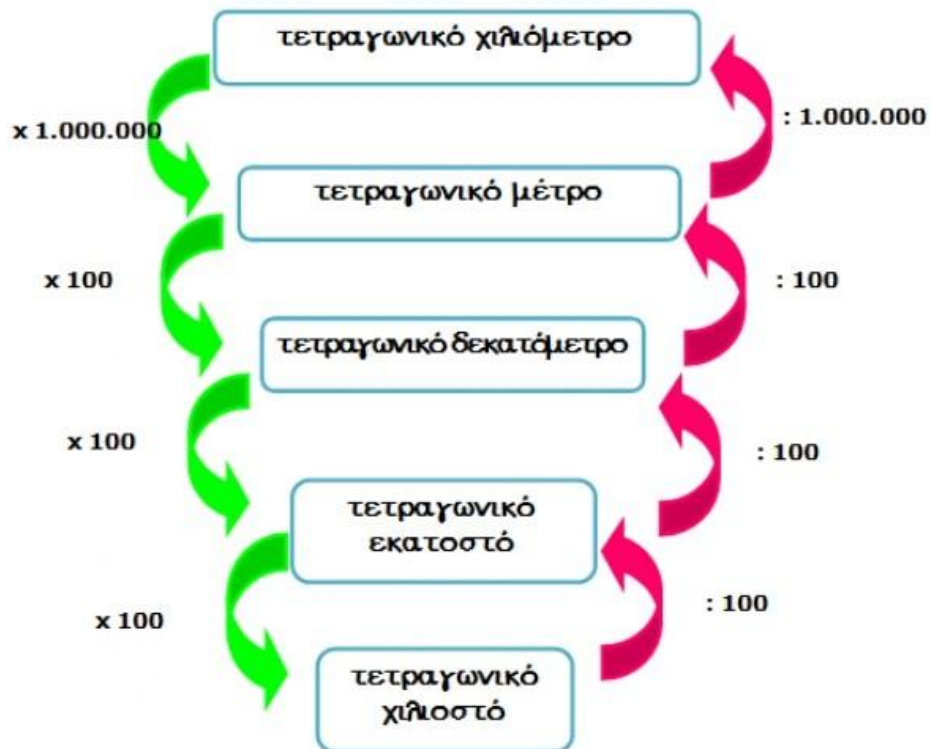 τετραγωνικό χιλιόμετρο
x 1.000.000
: 1.000.000
τετραγωνικό μέτρο
x 100
: 100
τετραγωνικό δεκατόμετρο
x 100
: 100
τετραγωνικό
εκατοστό
x 100
: 100
τετραγωνικό
χιλιοστό